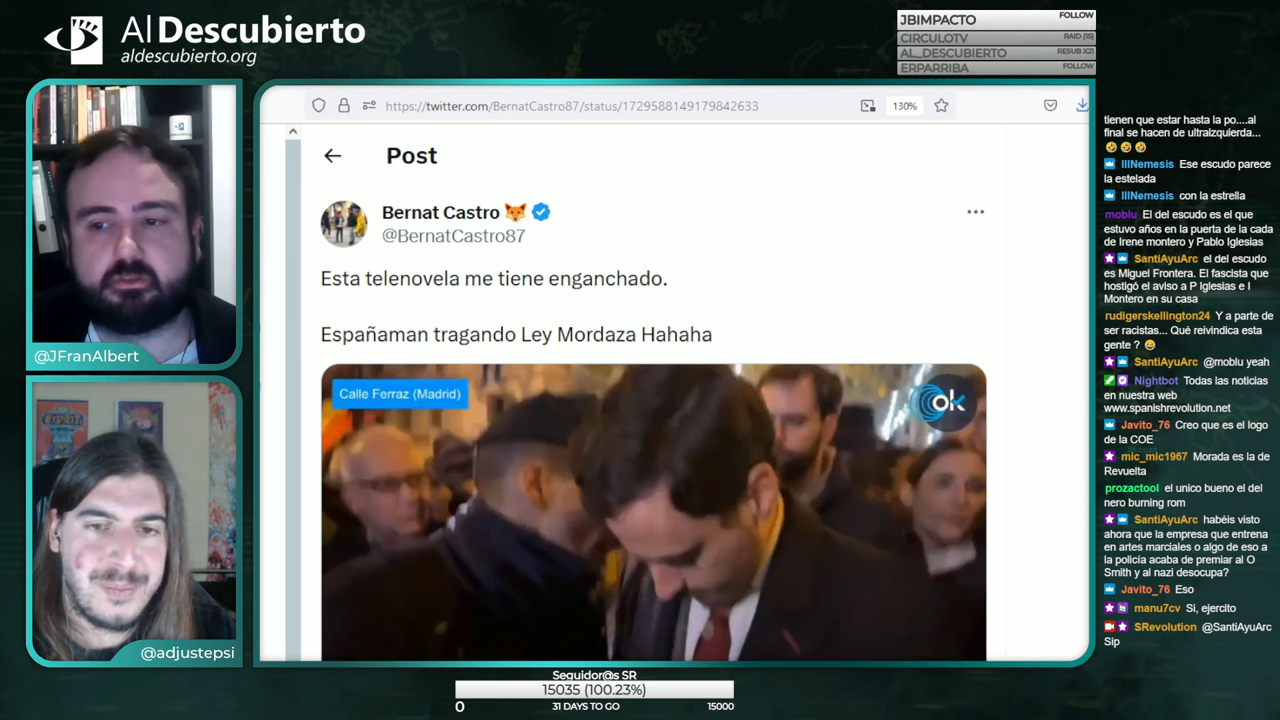 Al Descubierto
aldescubierto.org
JBIMPACTO FOLLOW
CIRCULOTV RAID (15)
AL_DESCUBIERTO RESUB X21
ERPARRIBA FOLLOW
https://twitter.com/BernatCastro87/status/1729588149179842633
130%
Post
Bernat Castro
@BernatCastro87
Esta telenovela me tiene enganchado.
Españaman tragando Ley Mordaza Hahaha
Calle Ferraz (Madrid)
ok
@JFranAlbert
@adjustepsi
tienen que estar hasta la po....al
final se hacen de ultraizquierda...
IllNemesis Ese escudo parece
la estelada
IllNemesis con la estrella
moblu El del escudo es el que
estuvo años en la puerta de la cada
de Irene montero y Pablo Iglesias
SantiAyuArc el del escudo
es Miguel Frontera. El fascista que
hostigó el aviso a P Iglesias e I
Montero en su casa
rudigerskellington24 Y a parte de
ser racistas... Qué reivindica esta
gente ?
SantiAyuArc @moblu yeah
Nightbot Todas las noticias
en nuestra web
www.spanishrevolution.net
Javito_76 Creo que es el logo
de la COE
mic_mic1967 Morada es la de
Revuelta
prozactool el unico bueno el del
nero burning rom
SantiAyuArc habéis visto
ahora que la empresa que entrena
en artes marciales o algo de eso a
la policía acaba de premiar al O
Smith y al nazi desocupa?
Javito_76 Eso
manu7cv Si, ejercito
SRevolution @SantiAyuArc
Sip
Seguidor@s SR
15035 (100.23%)
0 31 DAYS TO GO 15000